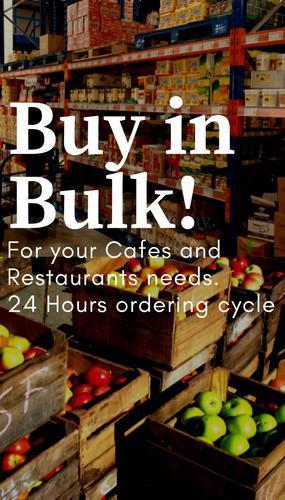 Buy in
Bulk!
For your Cafes and
Restaurants needs.
24 Hours ordering cycle